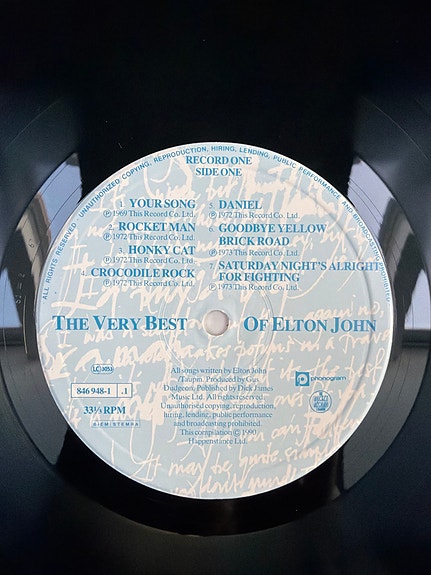 ALL RIGHTS RESERVED. UNAUTHORIZED COPYING, REPRODUCTION, HIRING, LENDING, PUBLIC PERFORMANCE AND BROADCASTING PROHIBITED.
RECORD ONE
SIDE ONE
1. YOUR SONG
Ⓟ 1969 This Record Co. Ltd.
2. ROCKET MAN
Ⓟ 1972 This Record Co. Ltd.
3. HONKY CAT
Ⓟ 1972 This Record Co. Ltd.
4. CROCODILE ROCK
Ⓟ 1972 This Record Co. Ltd.
5. DANIEL
Ⓟ 1972 This Record Co. Ltd.
6. GOODBYE YELLOW
BRICK ROAD
Ⓟ 1973 This Record Co. Ltd.
7. SATURDAY NIGHT'S ALRIGHT
FOR FIGHTING
Ⓟ 1973 This Record Co. Ltd.
THE VERY BEST OF ELTON JOHN
LC 3053
846 948-1 .1
33⅓ RPM
BIEM/STEMRA
All songs written by Elton John
/Taupin. Produced by Gus
Dudgeon. Published by Dick James
Music Ltd. All rights reserved.
Unauthorised copying, reproduction,
hiring, lending, public performance
and broadcasting prohibited.
This compilation © 1990
Happenstance Ltd.
phonogram